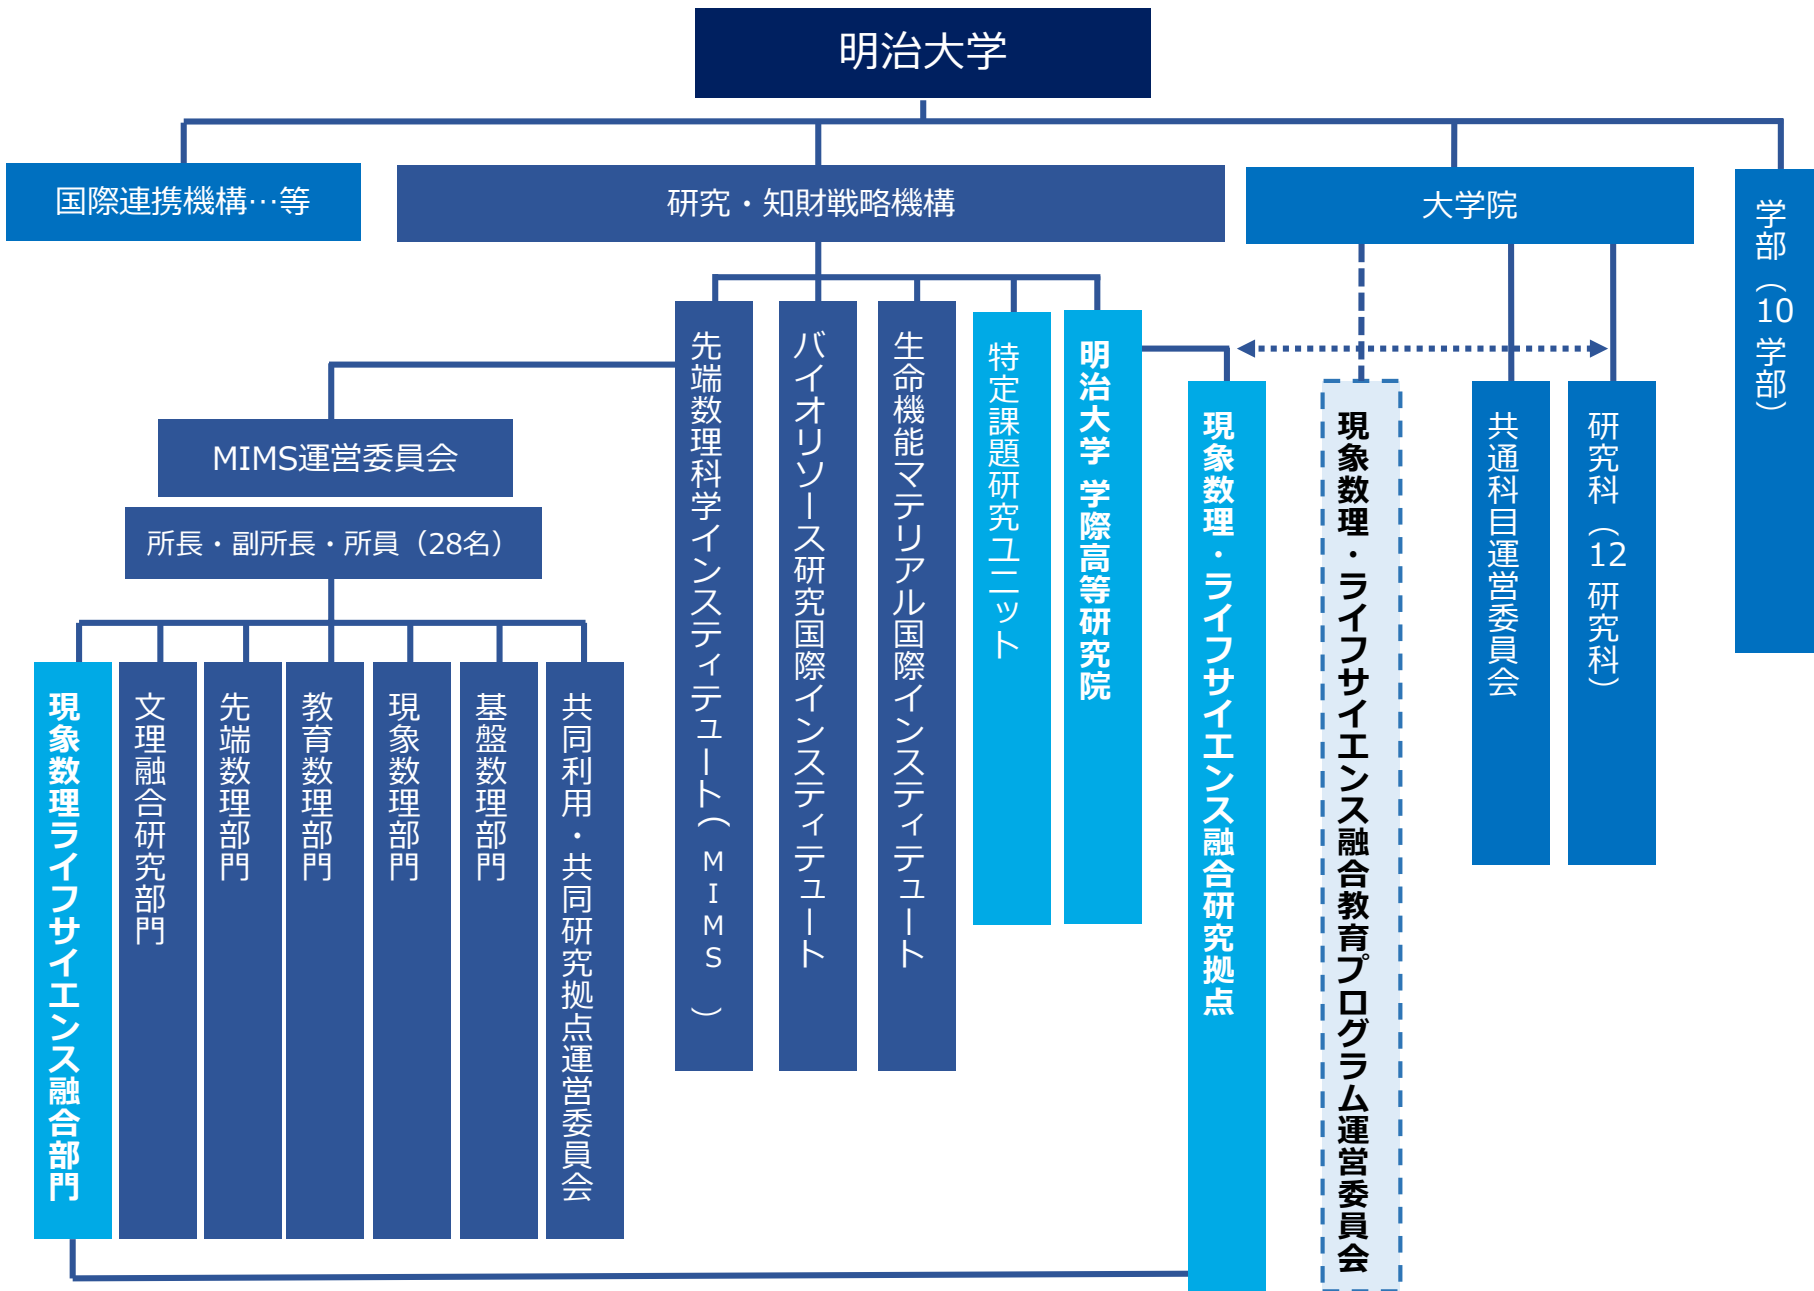 明治大学
国際連携機構…等
研究・知財戦略機構
大学院
学部（10学部）
先端数理科学インスティテュート（MIMS）
バイオリソース研究国際インスティテュート
生命機能マテリアル国際インスティテュート
特定課題研究ユニット
明治大学 学際高等研究院
現象数理・ライフサイエンス融合研究拠点
現象数理・ライフサイエンス融合教育プログラム運営委員会
共通科目運営委員会
研究科（12研究科）
MIMS運営委員会
所長・副所長・所員（28名）
現象数理ライフサイエンス融合部門
文理融合研究部門
先端数理部門
教育数理部門
現象数理部門
基盤数理部門
共同利用・共同研究拠点運営委員会